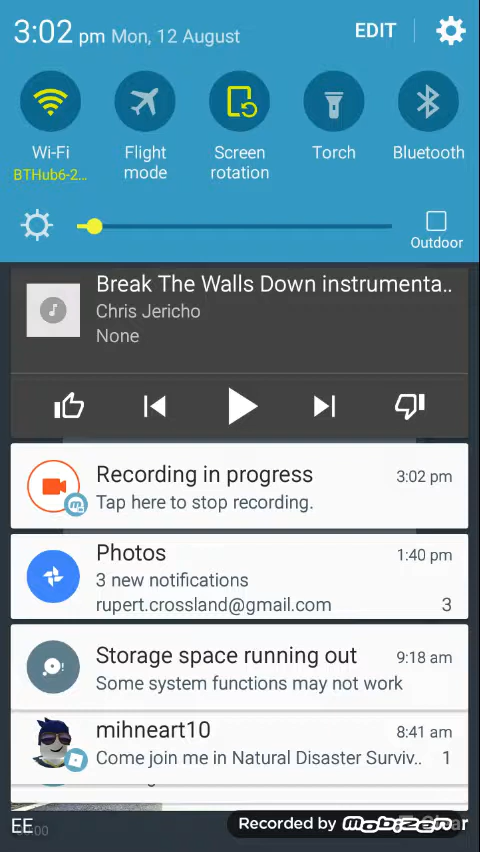 3:02 pm Mon, 12 August
EDIT
Wi-Fi
BTHub6-2...
Flight
mode
Screen
rotation
Torch
Bluetooth
Outdoor
Break The Walls Down instrumenta..
Chris Jericho
None
Recording in progress
3:02 pm
Tap here to stop recording.
Photos
1:40 pm
3 new notifications
rupert.crossland@gmail.com
3
Storage space running out
9:18 am
Some system functions may not work
mihneart10
8:41 am
Come join me in Natural Disaster Surviv..
1
EE
Recorded by mobizen